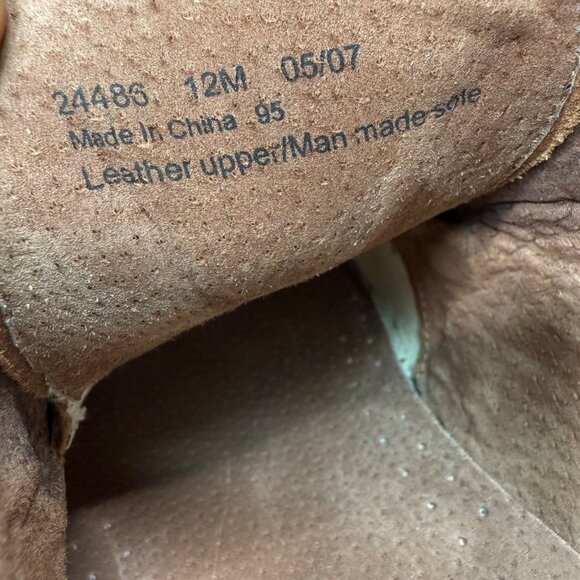 24486 12M 05/07
Made In China 95
Leather upper/Man made sole